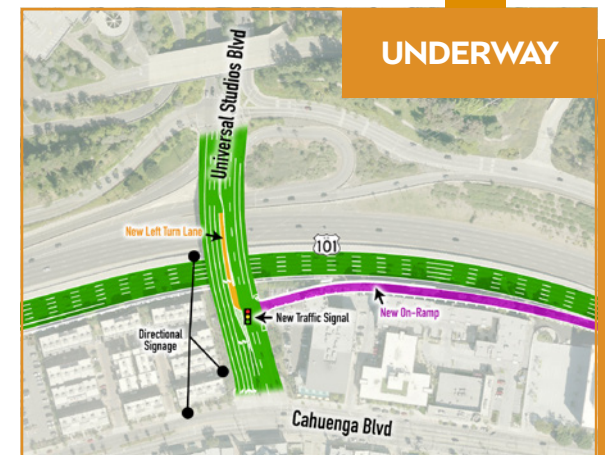 UNDERWAY
Universal Studios Blvd
New Left Turn Lane
101
New Traffic Signal
New On-Ramp
Directional
Signage
Cahuenga Blvd